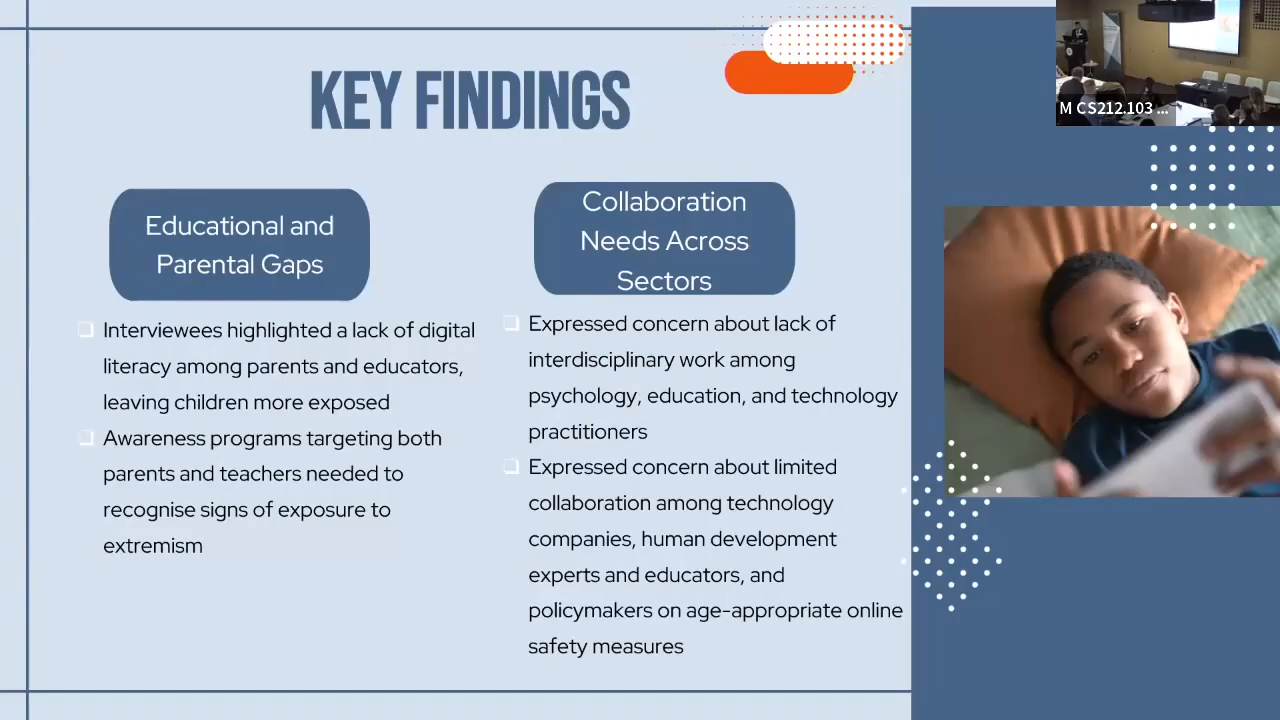 KEY FINDINGS
M CS212.103 ...
Educational and
Parental Gaps
Interviewees highlighted a lack of digital
literacy among parents and educators,
leaving children more exposed
Awareness programs targeting both
parents and teachers needed to
recognise signs of exposure to
extremism
Collaboration
Needs Across
Sectors
Expressed concern about lack of
interdisciplinary work among
psychology, education, and technology
practitioners
Expressed concern about limited
collaboration among technology
companies, human development
experts and educators, and
policymakers on age-appropriate online
safety measures